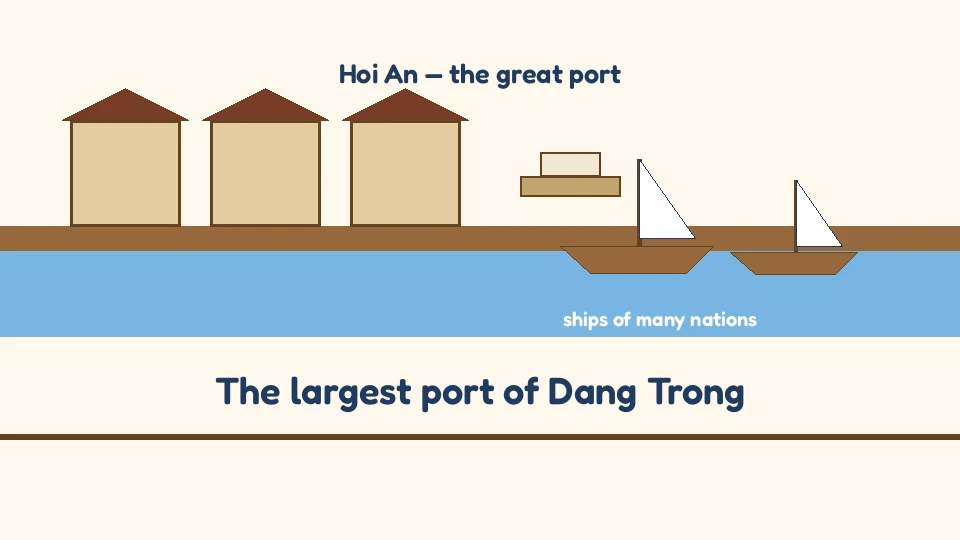 Hoi An — the great port
ships of many nations
The largest port of Dang Trong